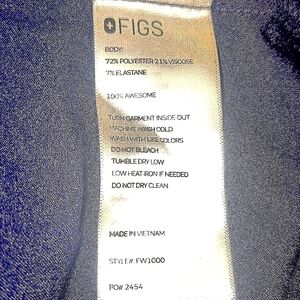 FIGS
BODY:
72% POLYESTER 21% VISCOSE
7% ELASTANE
100% AWESOME
TURN GARMENT INSIDE OUT
MACHINE WASH COLD
WASH WITH LIKE COLORS
DO NOT BLEACH
TUMBLE DRY LOW
LOW HEAT IRON IF NEEDED
DO NOT DRY CLEAN
MADE IN VIETNAM
STYLE# FW1000
PO# 2454